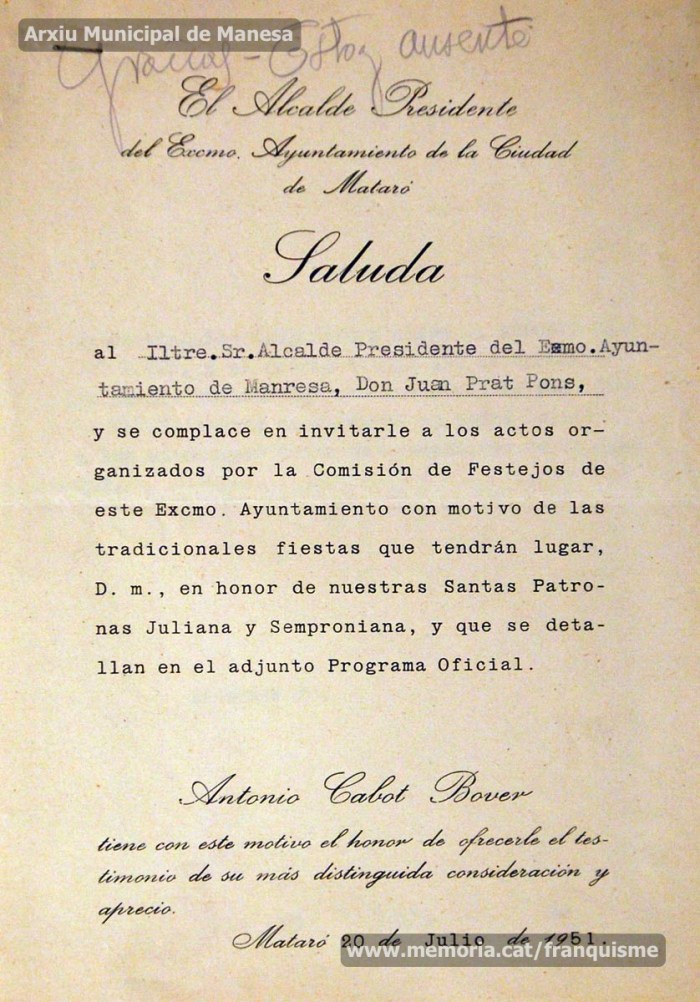 Arxiu Municipal de Manesa
Gracias - Estoy ausente
El Alcalde Presidente
del Excmo. Ayuntamiento de la Ciudad
de Mataró
Saluda
al Iltre.Sr.Alcalde Presidente del Exmo.Ayun-
tamiento de Manresa, Don Juan Prat Pons,
y se complace en invitarle a los actos or-
ganizados por la Comisión de Festejos de
este Excmo. Ayuntamiento con motivo de las
tradicionales fiestas que tendrán lugar,
D. m., en honor de nuestras Santas Patro-
nas Juliana y Semproniana, y que se deta-
llan en el adjunto Programa Oficial.
Antonio Cabot Bover
tiene con este motivo el honor de ofrecerle el tes-
timonio de su más distinguida consideración y
aprecio.
Mataró 20 de Julio de 1951.
www.memoria.cat/franquisme